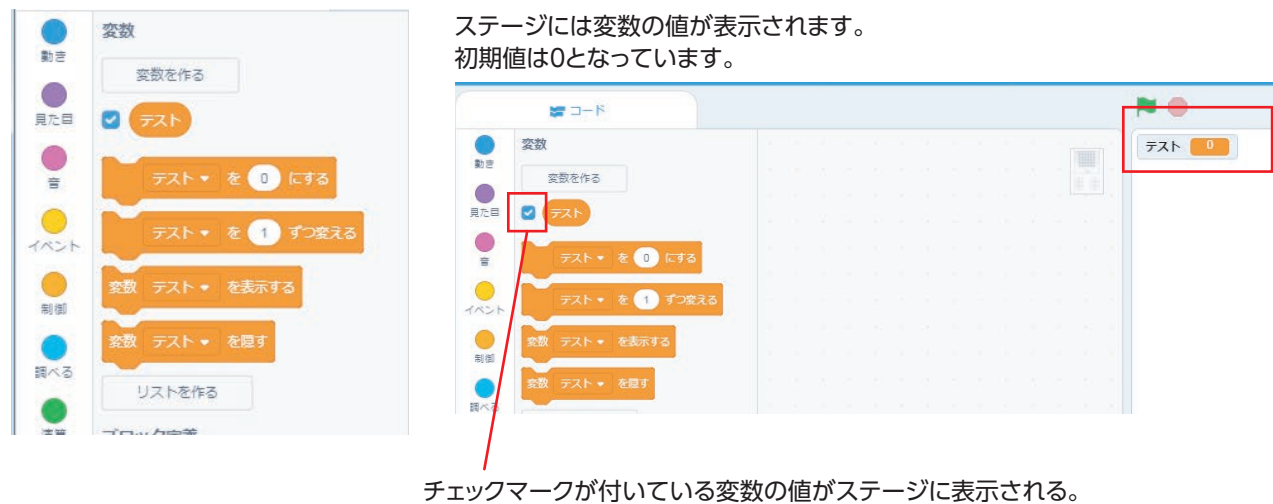 変数
動き
変数を作る
見た目
テスト
音
テスト を 0 にする
イベント
テスト を 1 ずつ変える
制御
変数 テスト を表示する
調べる
変数 テスト を隠す
リストを作る
ブロック定義
ステージには変数の値が表示されます。
初期値は0となっています。
コード
変数
動き
変数を作る
見た目
テスト
音
テスト を 0 にする
イベント
テスト を 1 ずつ変える
制御
変数 テスト を表示する
調べる
変数 テスト を隠す
テスト 0
チェックマークが付いている変数の値がステージに表示される。